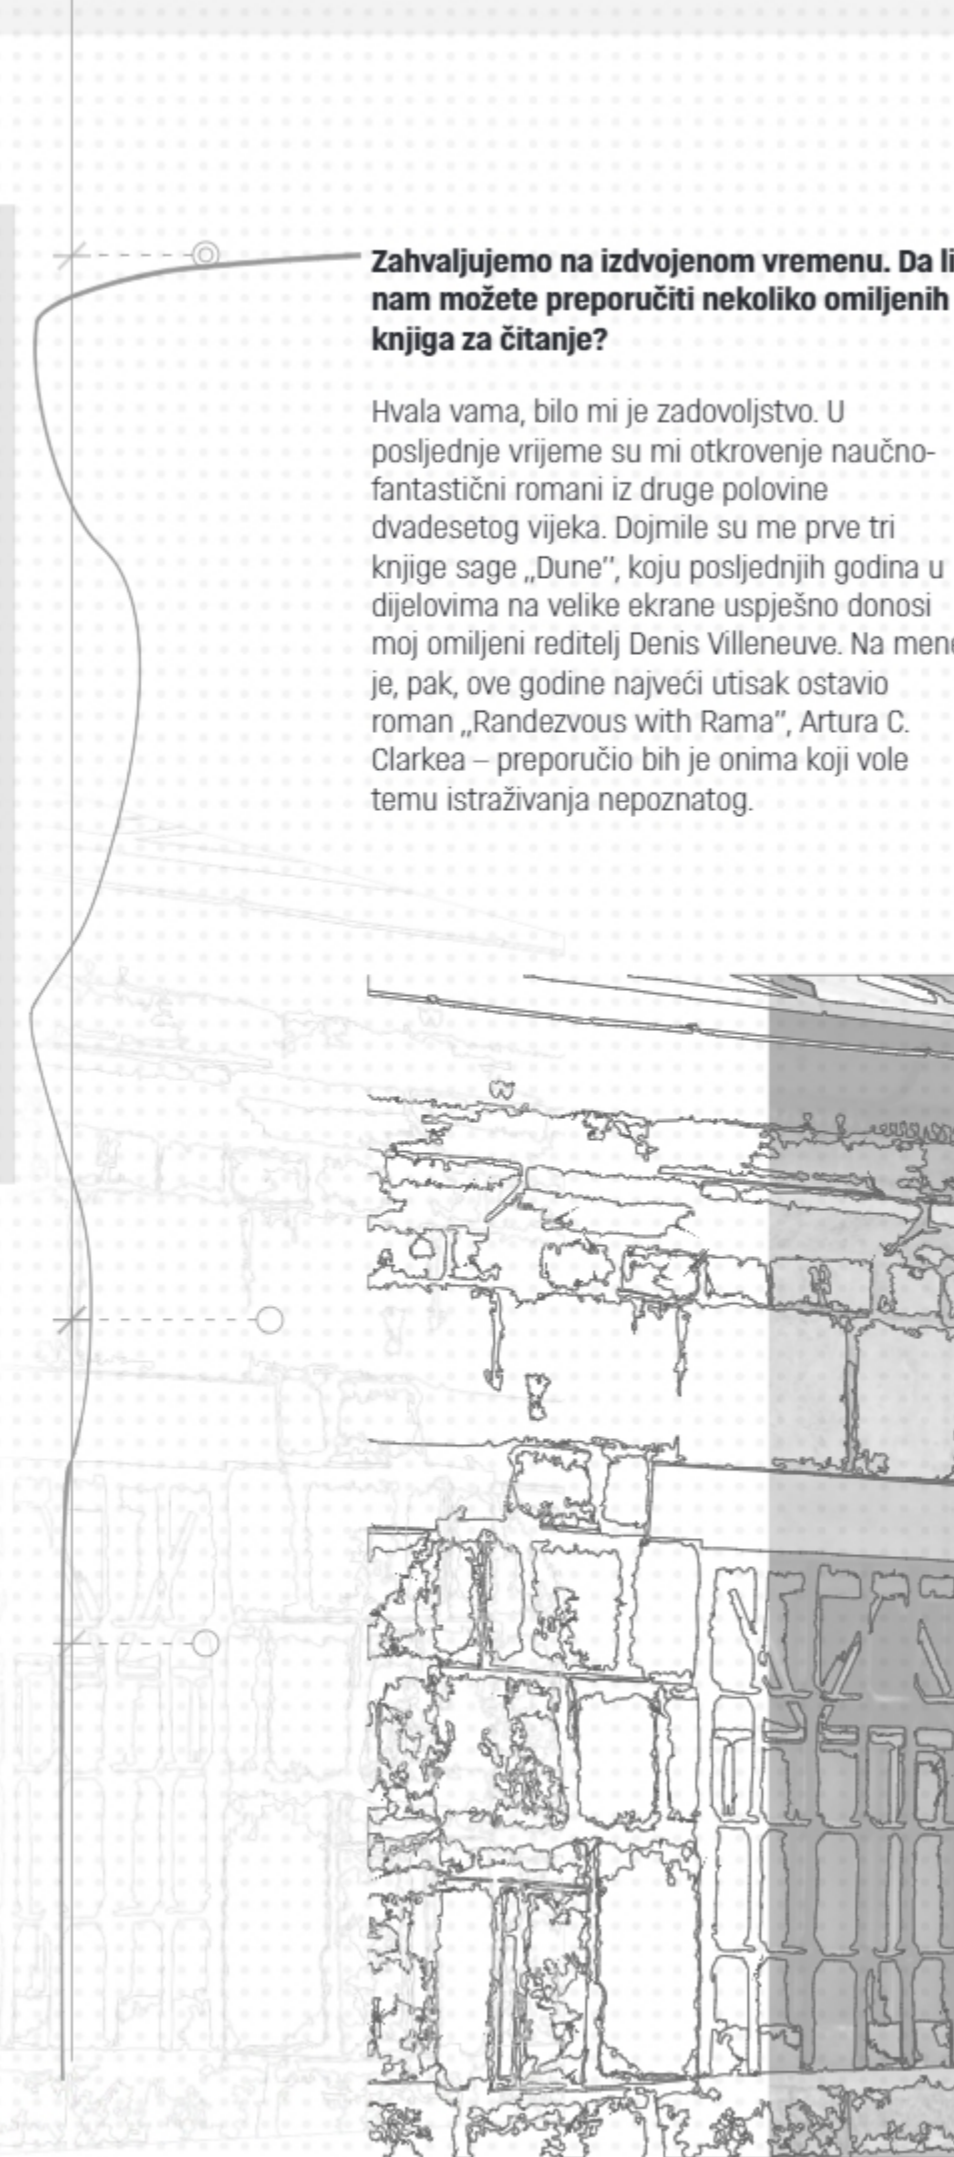 Zahvaljujemo na izdvojenom vremenu. Da li
nam možete preporučiti nekoliko omiljenih
knjiga za čitanje?
Hvala vama, bilo mi je zadovoljstvo. U
posljednje vrijeme su mi otkrovenje naučno-
fantastični romani iz druge polovine
dvadesetog vijeka. Dojmile su me prve tri
knjige sage „Dune”, koju posljednjih godina u
dijelovima na velike ekrane uspješno donosi
moj omiljeni reditelj Denis Villeneuve. Na mene
je, pak, ove godine najveći utisak ostavio
roman „Randezvous with Rama”, Artura C.
Clarkea – preporučio bih je onima koji vole
temu istraživanja nepoznatog.